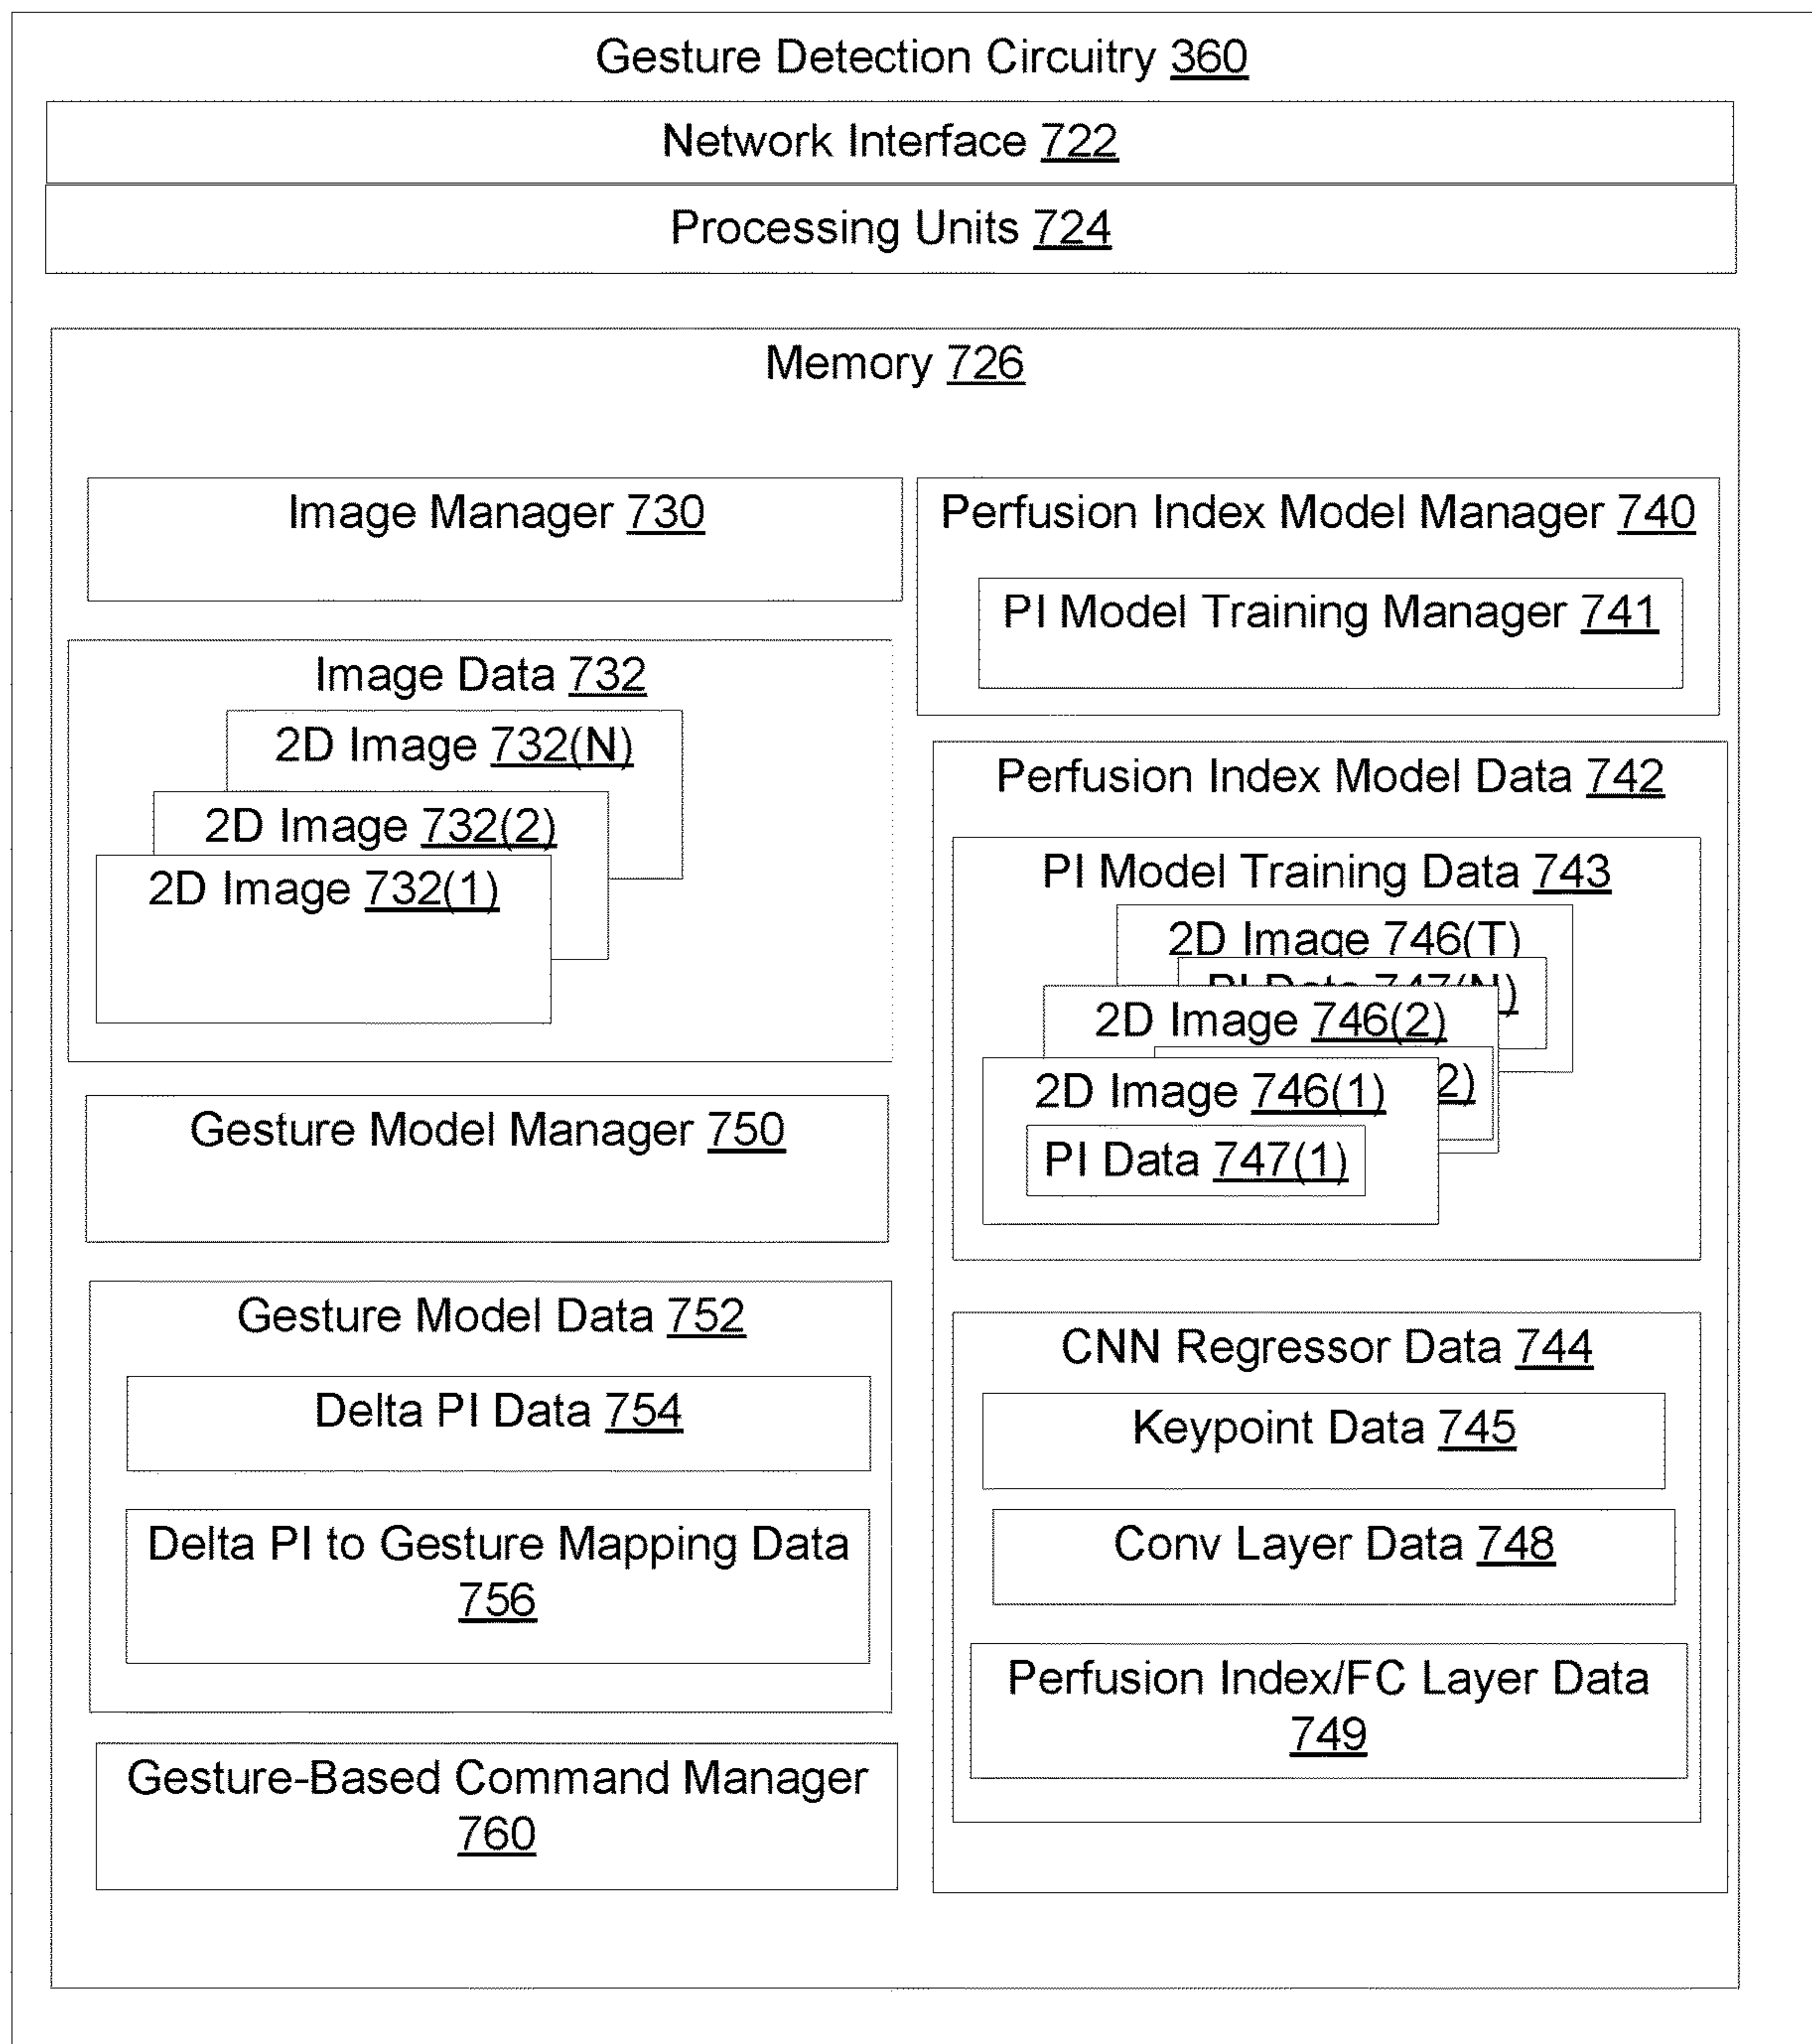 Gesture Detection Circuitry 360
Network Interface 722
Processing Units 724
Memory 726
Image Manager 730
Image Data 732
2D Image 732(N)
2D Image 732(2)
2D Image 732(1)
Gesture Model Manager 750
Gesture Model Data 752
Delta PI Data 754
Delta PI to Gesture Mapping Data
756
Gesture-Based Command Manager
760
Perfusion Index Model Manager 740
PI Model Training Manager 741
Perfusion Index Model Data 742
PI Model Training Data 743
2D Image 746(T)
PI Data 747(N)
2D Image 746(2)
2)
2D Image 746(1)
PI Data 747(1)
CNN Regressor Data 744
Keypoint Data 745
Conv Layer Data 748
Perfusion Index/FC Layer Data
749